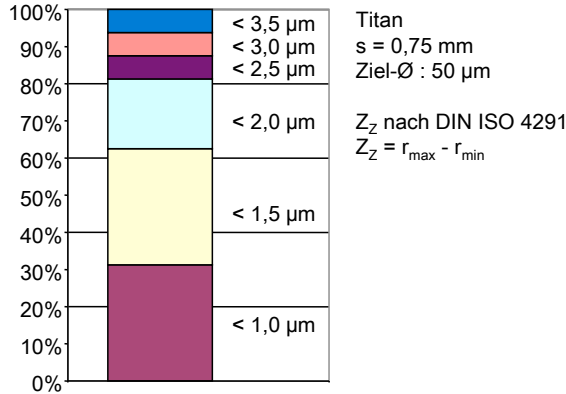 100%
90%
80%
70%
60%
50%
40%
30%
20%
10%
0%
< 3,5 µm
< 3,0 µm
< 2,5 µm
< 2,0 µm
< 1,5 µm
< 1,0 µm
Titan
s = 0,75 mm
Ziel-Ø : 50 µm
Z_Z nach DIN ISO 4291
Z_Z = r_max - r_min